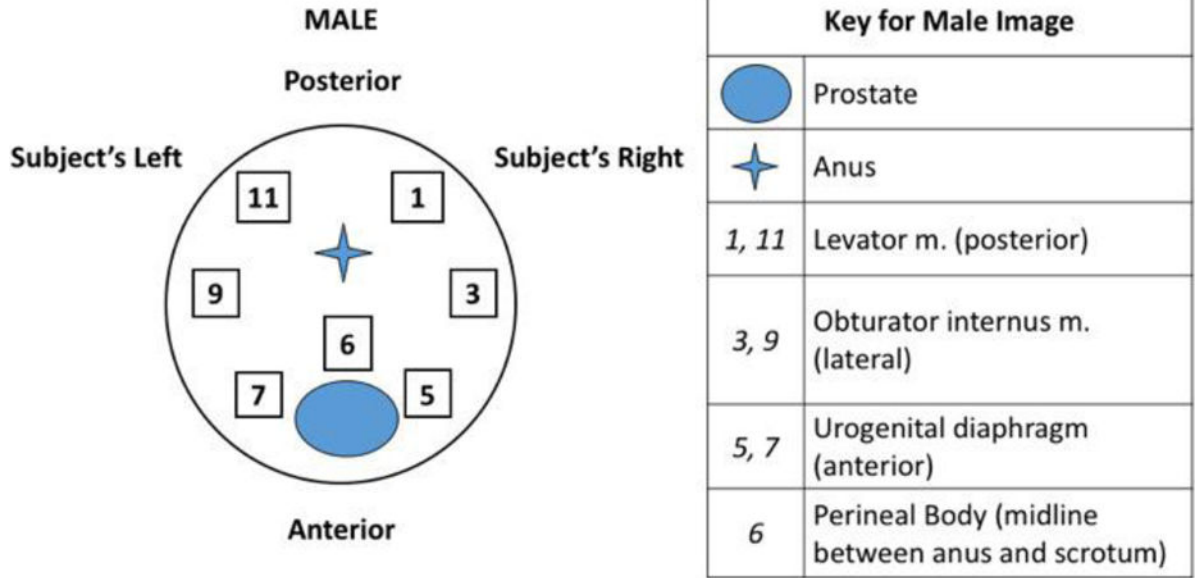 MALE
Posterior
Subject's Left
Subject's Right
11
1
9
3
6
7
5
Anterior
Key for Male Image
Prostate
Anus
1, 11 Levator m. (posterior)
3, 9 Obturator internus m.
(lateral)
5, 7 Urogenital diaphragm
(anterior)
6 Perineal Body (midline
between anus and scrotum)